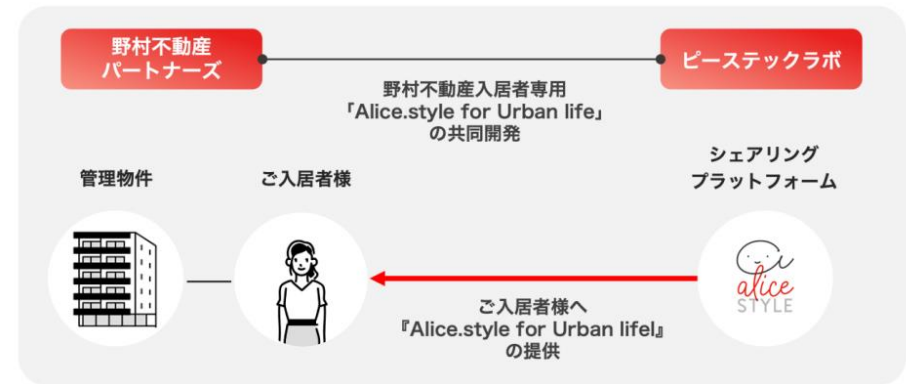 野村不動産
パートナーズ
ピーステックラボ
野村不動産入居者専用
「Alice.style for Urban life」
の共同開発
シェアリング
プラットフォーム
管理物件
ご入居者様
alice
STYLE
ご入居者様へ
『Alice.style for Urban lifel』
の提供